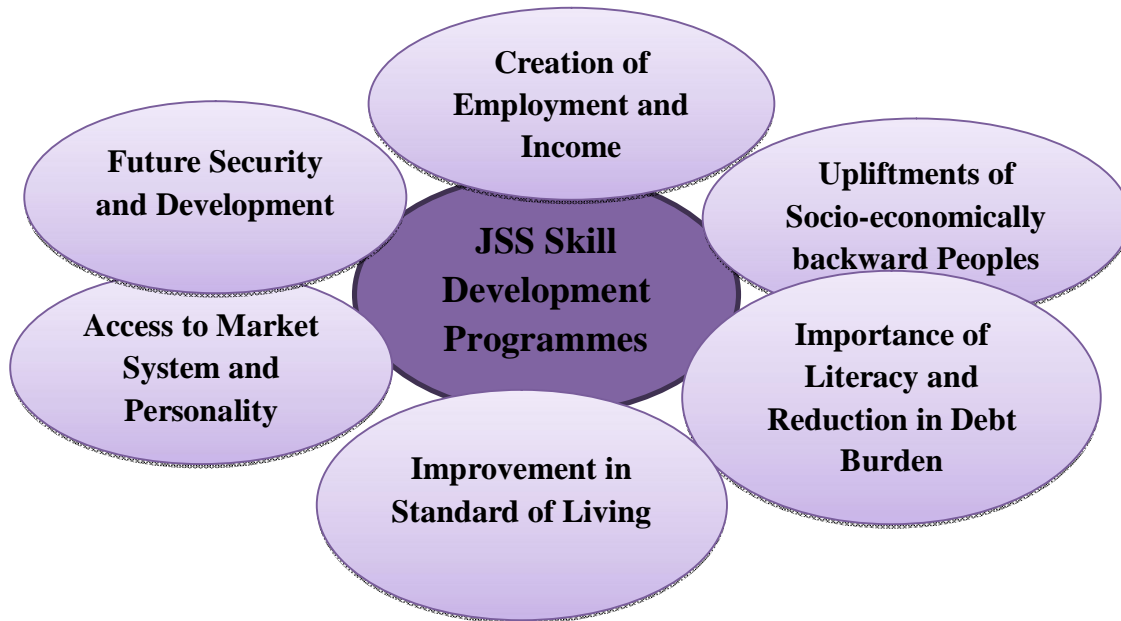 Creation of
Employment and
Income
Future Security
and Development
Upliftments of
Socio-economically
backward Peoples
JSS Skill
Development
Programmes
Access to Market
System and
Personality
Importance of
Literacy and
Reduction in Debt
Burden
Improvement in
Standard of Living